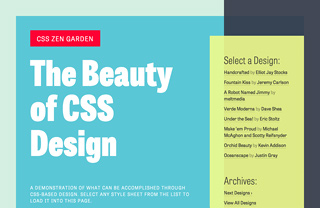 CSS ZEN GARDEN
The Beauty
of CSS
Design
A DEMONSTRATION OF WHAT CAN BE ACCOMPLISHED THROUGH
CSS-BASED DESIGN. SELECT ANY STYLE SHEET FROM THE LIST TO
LOAD IT INTO THIS PAGE.
Select a Design:
Handcrafted by Elliot Jay Stocks
Fountain Kiss by Jeremy Carlson
A Robot Named Jimmy by
meltmedia
Verde Moderna by Dave Shea
Under the Sea! by Eric Stoltz
Make 'em Proud by Michael
McAghon and Scotty Reifsnyder
Orchid Beauty by Kevin Addison
Oceanscape by Justin Gray
Archives:
Next Designs ›
View All Designs